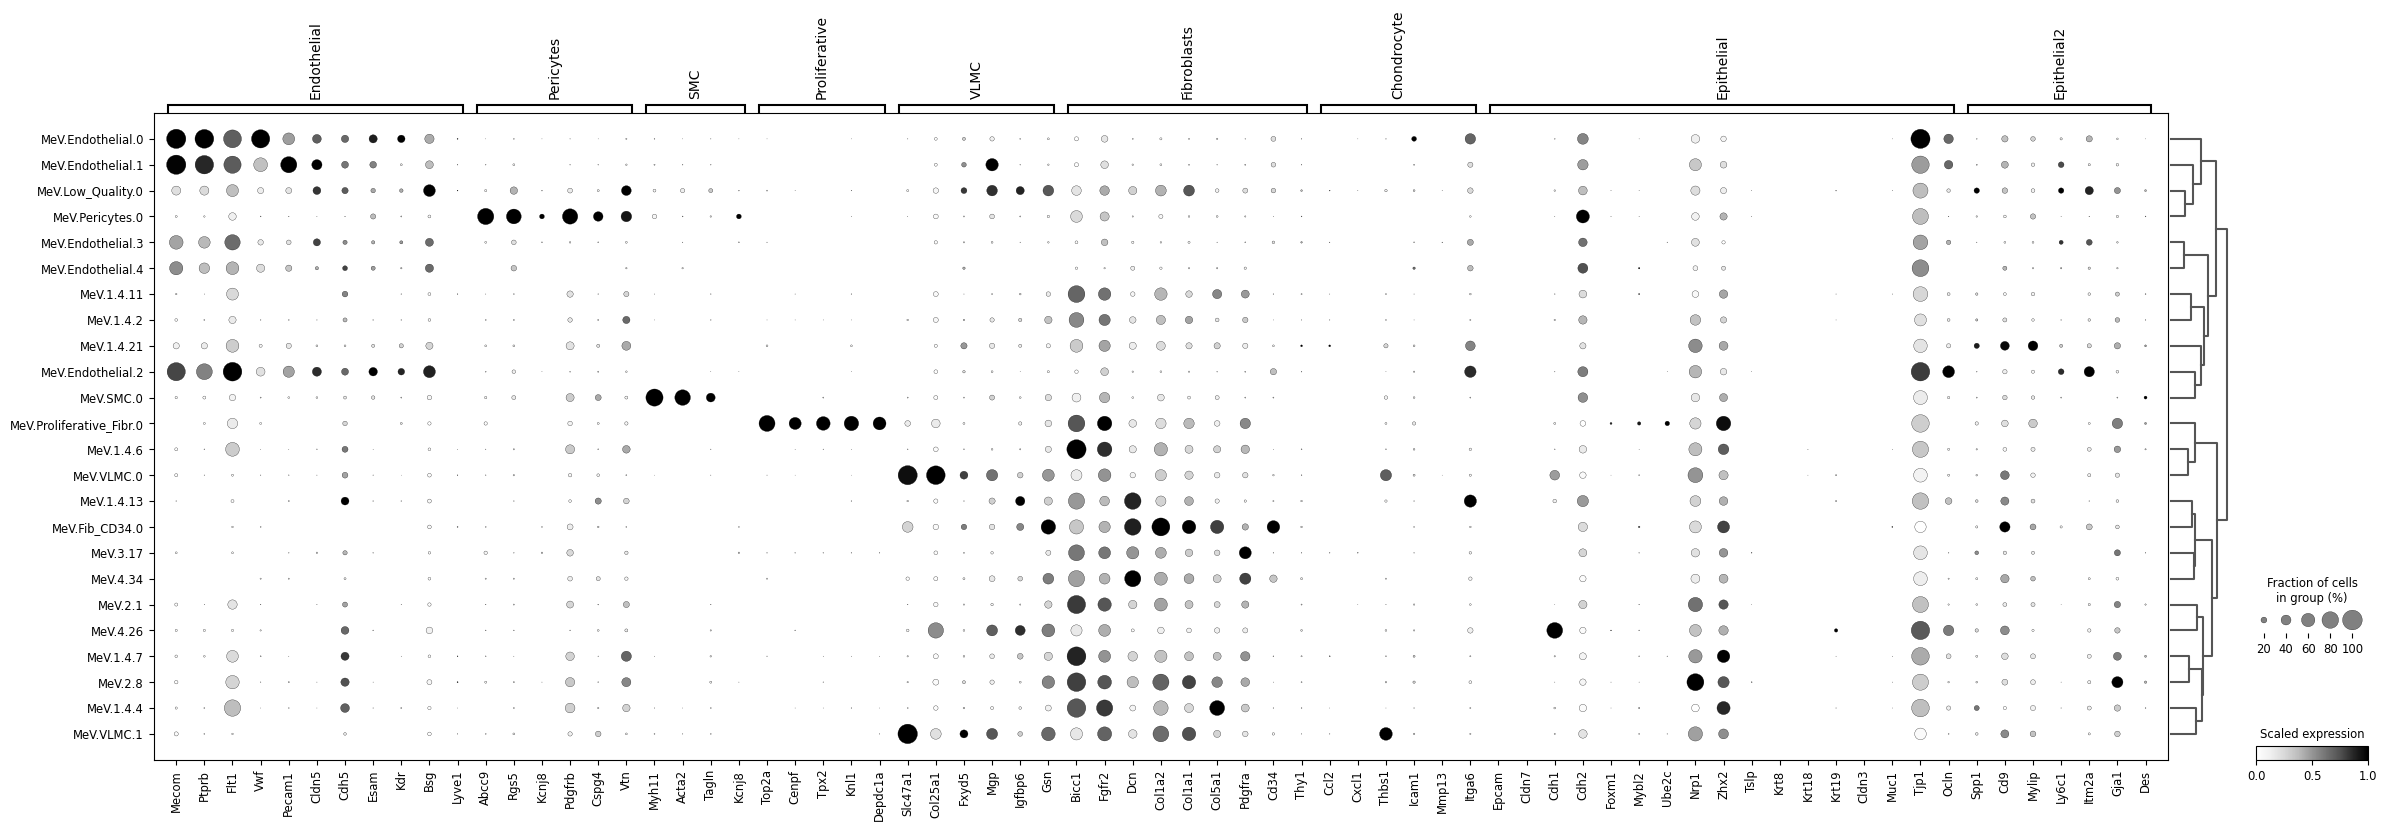 Endothelial
Pericytes
SMC
Proliferative
VLMC
Fibroblasts
Chondrocyte
Epithelial
Epithelial2
MeV.Endothelial.0
MeV.Endothelial.1
MeV.Low_Quality.0
MeV.Pericytes.0
MeV.Endothelial.3
MeV.Endothelial.4
MeV.1.4.11
MeV.1.4.2
MeV.1.4.21
MeV.Endothelial.2
MeV.SMC.0
MeV.Proliferative_Fibr.0
MeV.1.4.6
MeV.VLMC.0
MeV.1.4.13
MeV.Fib_CD34.0
MeV.3.17
MeV.4.34
MeV.2.1
MeV.4.26
MeV.1.4.7
MeV.2.8
MeV.1.4.4
MeV.VLMC.1
Mecom
Ptprb
Flt1
Vwf
Pecam1
Cldn5
Cdh5
Esam
Kdr
Bsg
Lyve1
Abcc9
Rgs5
Kcnj8
Pdgfrb
Cspg4
Vtn
Myh11
Acta2
Tagln
Kcnj8
Top2a
Cenpf
Tpx2
Knl1
Depdc1a
Slc47a1
Col25a1
Fxyd5
Mgp
Igfbp6
Gsn
Bicc1
Fgfr2
Dcn
Col1a2
Col1a1
Col5a1
Pdgfra
Cd34
Thy1
Ccl2
Cxcl1
Thbs1
Icam1
Mmp13
Itga6
Epcam
Cldn7
Cdh1
Cdh2
Foxm1
Mybl2
Ube2c
Nrp1
Zhx2
Tslp
Krt8
Krt18
Krt19
Cldn3
Muc1
Tjp1
Ocln
Spp1
Cd9
Mylip
Ly6c1
Itm2a
Gja1
Des
Fraction of cells
in group (%)
20 40 60 80 100
Scaled expression
0.0 0.5 1.0